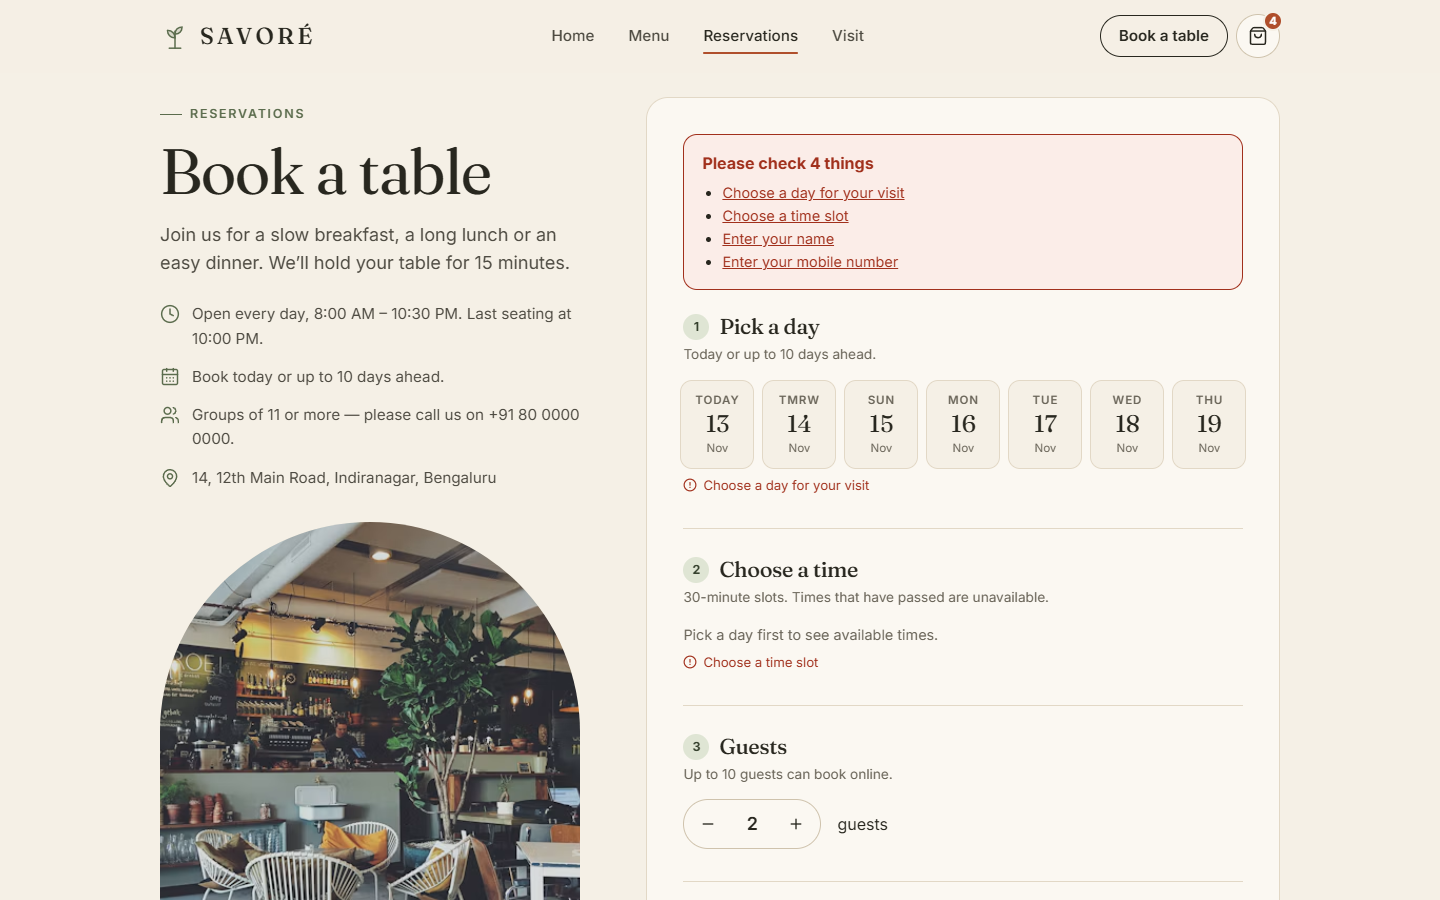 SAVORÉ
Home
Menu
Reservations
Visit
Book a table
4
RESERVATIONS
Book a table
Join us for a slow breakfast, a long lunch or an
easy dinner. We’ll hold your table for 15 minutes.
Open every day, 8:00 AM – 10:30 PM. Last seating at
10:00 PM.
Book today or up to 10 days ahead.
Groups of 11 or more — please call us on +91 80 0000
0000.
14, 12th Main Road, Indiranagar, Bengaluru
Please check 4 things
Choose a day for your visit
Choose a time slot
Enter your name
Enter your mobile number
1 Pick a day
Today or up to 10 days ahead.
TODAY
13
Nov
TMRW
14
Nov
SUN
15
Nov
MON
16
Nov
TUE
17
Nov
WED
18
Nov
THU
19
Nov
Choose a day for your visit
2 Choose a time
30-minute slots. Times that have passed are unavailable.
Pick a day first to see available times.
Choose a time slot
3 Guests
Up to 10 guests can book online.
− 2 + guests